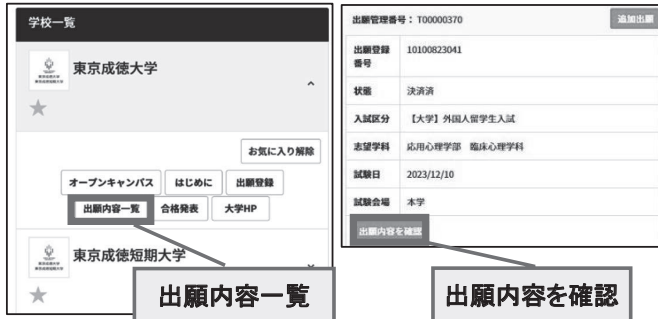 学校一覧
東京成徳大学
お気に入り解除
オープンキャンパス はじめに 出願登録
出願内容一覧 合格発表 大学HP
東京成徳短期大学
出願内容一覧
出願管理番号：T00000370 追加出願
出願登録番号 10100823041
状態 決済済
入試区分 【大学】外国人留学生入試
志望学科 応用心理学部 臨床心理学科
試験日 2023/12/10
試験会場 本学
出願内容を確認
出願内容を確認